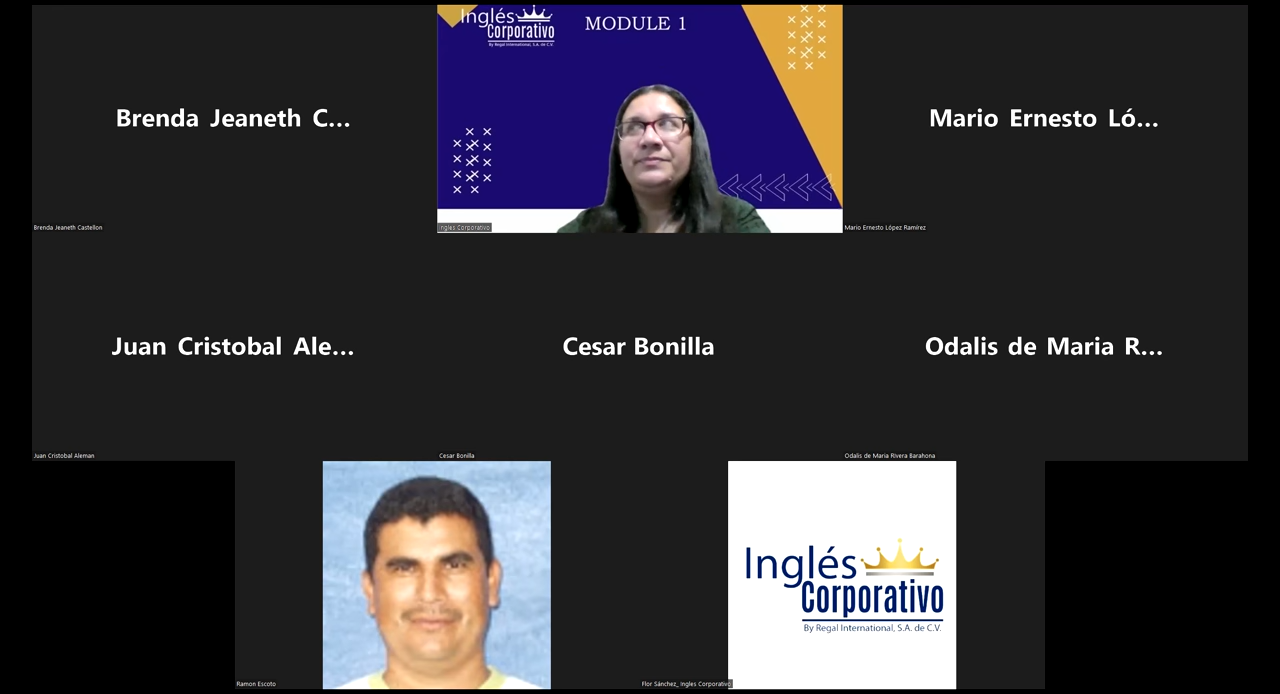 Brenda Jeaneth C...
Brenda Jeaneth Castellon
Inglés
Corporativo
By Regal International, S.A. de C.V.
MODULE 1
Ingles Corporativo
Mario Ernesto Ló...
Mario Ernesto López Ramírez
Juan Cristobal Ale...
Juan Cristobal Aleman
Cesar Bonilla
Cesar Bonilla
Odalis de Maria R...
Odalis de Maria Rivera Barahona
Ramon Escoto
Inglés
Corporativo
By Regal International, S.A. de C.V.
Flor Sánchez_ Ingles Corporativo